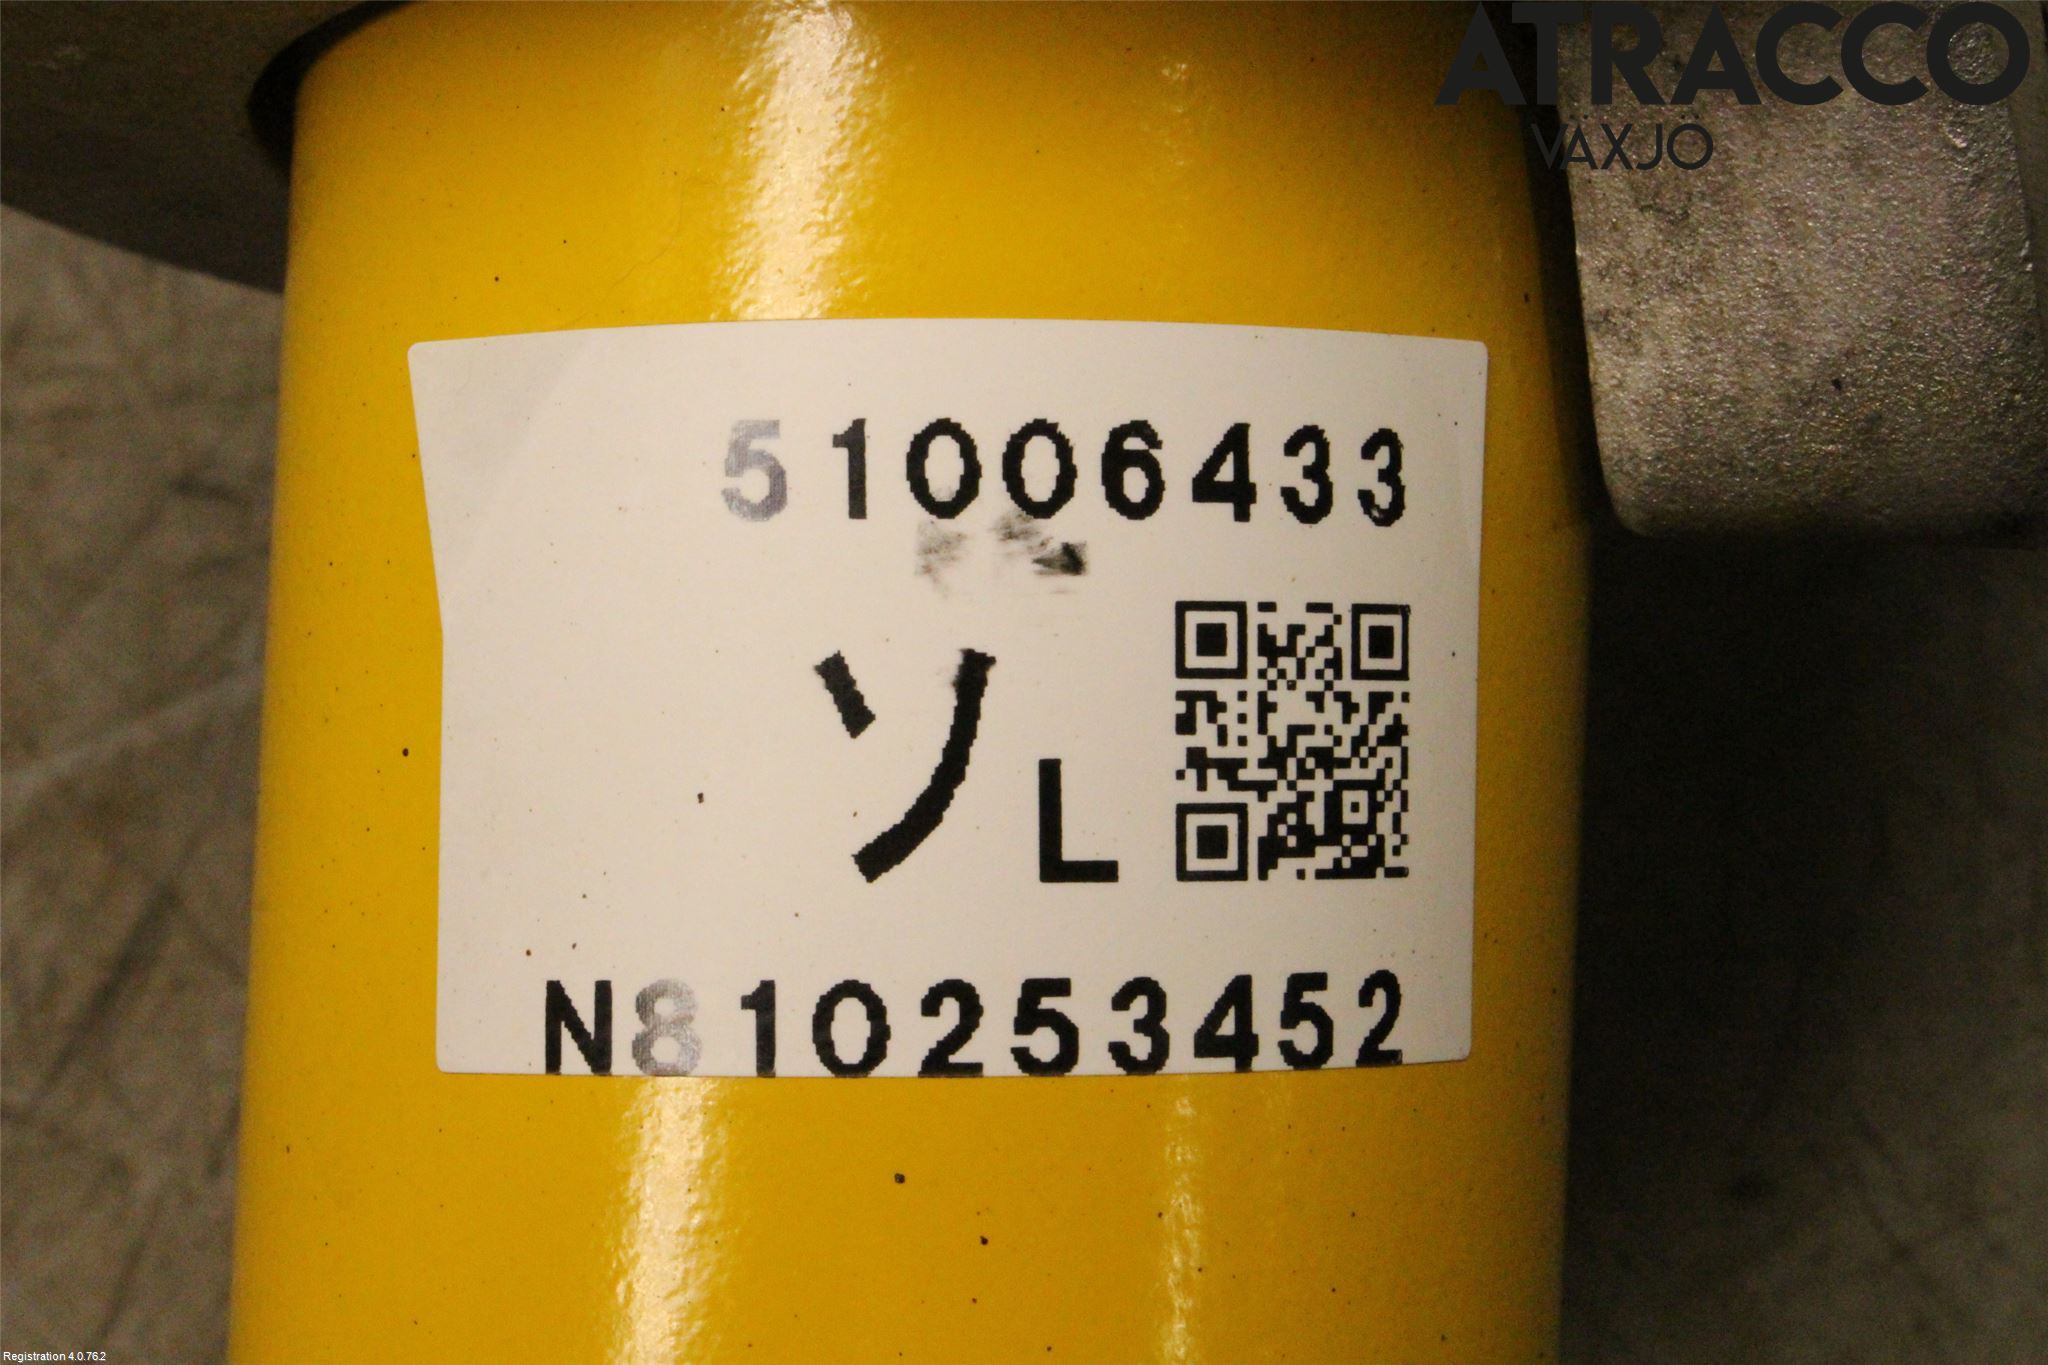 ATRACCO
VÄXJÖ
51006433
ソL
N810253452
Registration 4.0.76.2